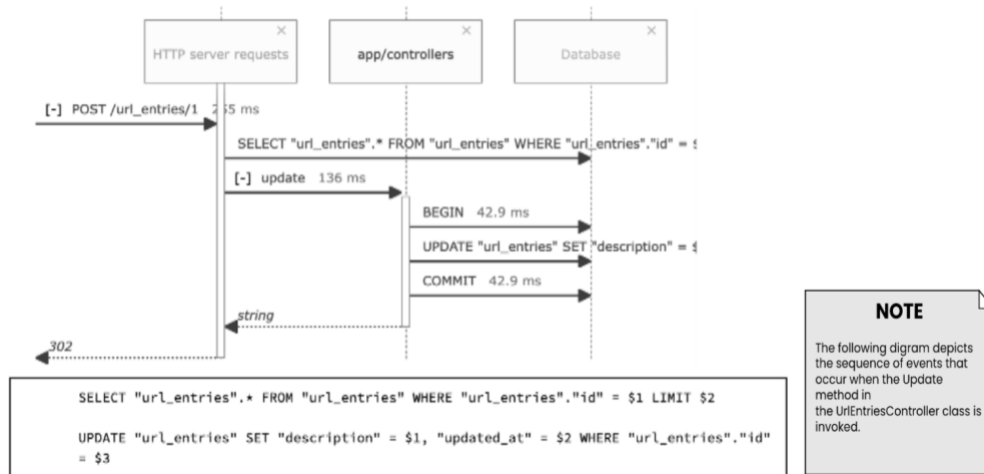 HTTP server requests
app/controllers
Database
[-] POST /url_entries/1 255 ms
SELECT "url_entries".* FROM "url_entries" WHERE "url_entries"."id" =
[-] update 136 ms
BEGIN 42.9 ms
UPDATE "url_entries" SET "description" =
COMMIT 42.9 ms
string
302
SELECT "url_entries".* FROM "url_entries" WHERE "url_entries"."id" = $1 LIMIT $2
UPDATE "url_entries" SET "description" = $1, "updated_at" = $2 WHERE "url_entries"."id"
= $3
NOTE
The following digram depicts
the sequence of events that
occur when the Update
method in
the UrlEntriesController class is
invoked.